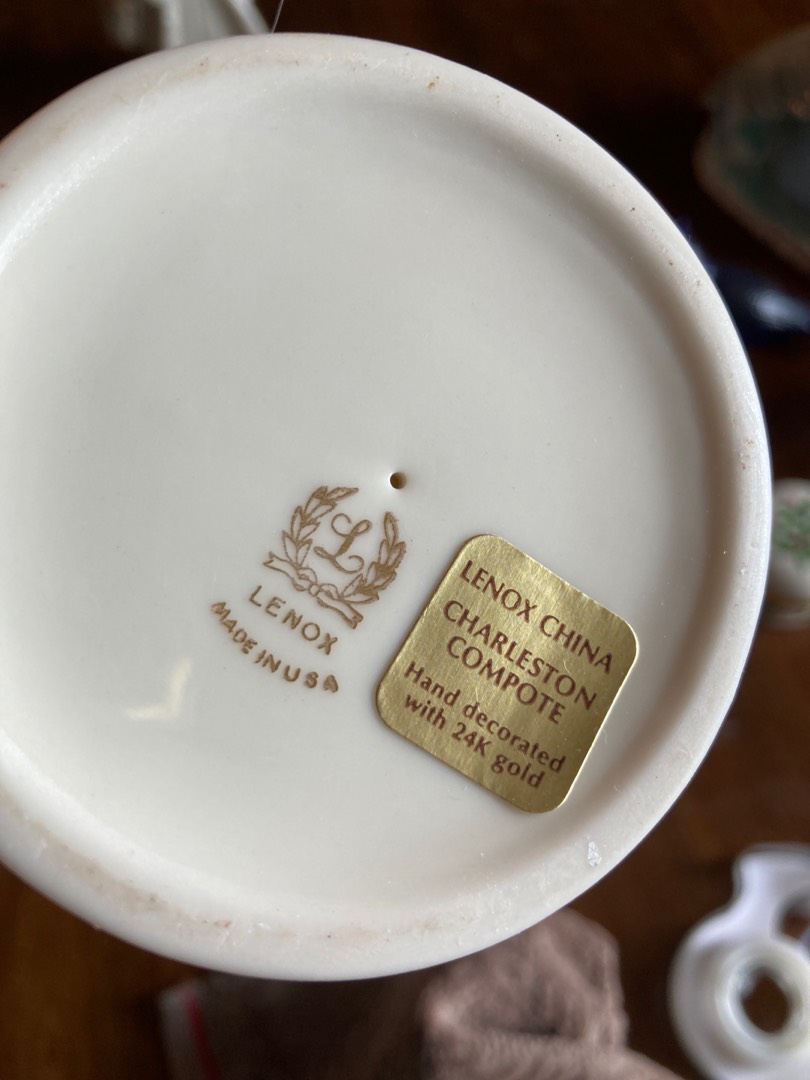 L
LENOX
MADE IN USA
LENOX CHINA
CHARLESTON
COMPOTE
Hand decorated
with 24K gold